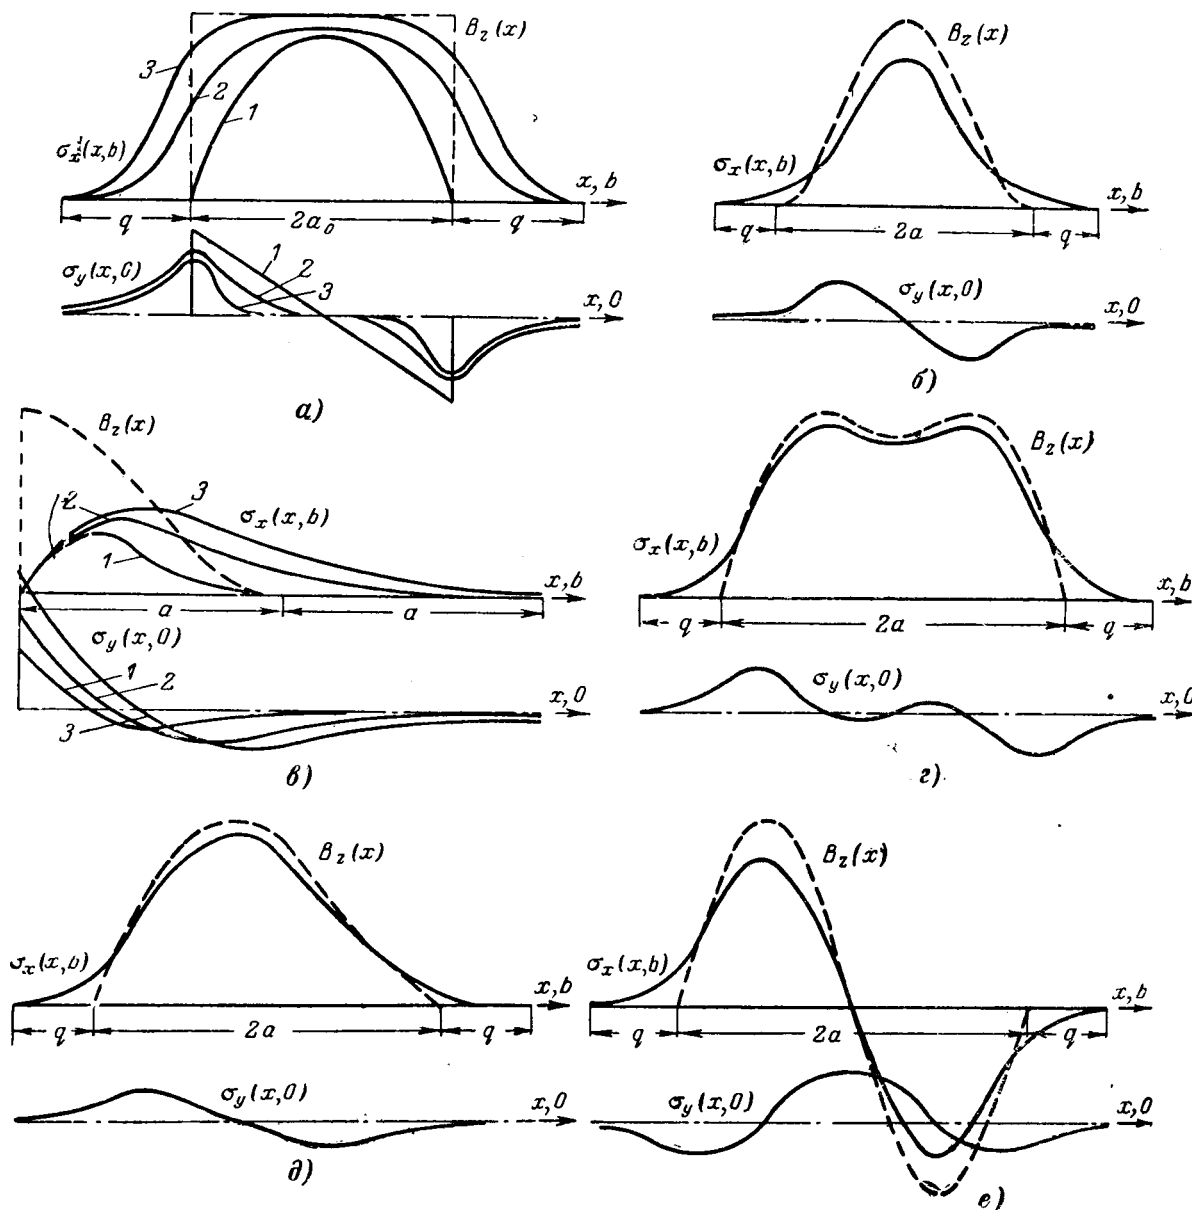 B_z(x)
3
2
1
σ_x(x,b)
x,b
q
2a₀
q
σ_y(x,0)
1
2
3
x,0
а)
B_z(x)
σ_x(x,b)
x,b
q
2a
q
σ_y(x,0)
x,0
б)
B_z(x)
2
3
σ_x(x,b)
1
x,b
a
a
σ_y(x,0)
1
2
3
x,0
в)
B_z(x)
σ_x(x,b)
x,b
q
2a
q
σ_y(x,0)
x,0
г)
B_z(x)
σ_x(x,b)
x,b
q
2a
q
σ_y(x,0)
x,0
д)
B_z(x)
σ_x(x,b)
x,b
q
2a
q
σ_y(x,0)
x,0
е)